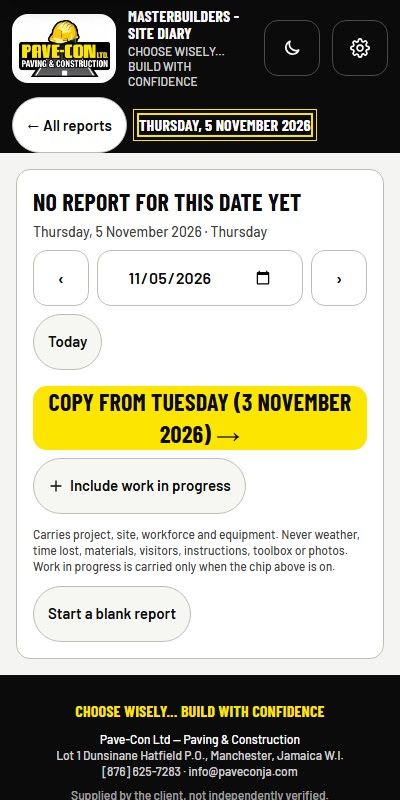 PAVE-CON LTD.
PAVING & CONSTRUCTION
MASTERBUILDERS -
SITE DIARY
CHOOSE WISELY...
BUILD WITH
CONFIDENCE
← All reports
THURSDAY, 5 NOVEMBER 2026
NO REPORT FOR THIS DATE YET
Thursday, 5 November 2026 · Thursday
‹
11/05/2026
›
Today
COPY FROM TUESDAY (3 NOVEMBER
2026) →
+ Include work in progress
Carries project, site, workforce and equipment. Never weather,
time lost, materials, visitors, instructions, toolbox or photos.
Work in progress is carried only when the chip above is on.
Start a blank report
CHOOSE WISELY... BUILD WITH CONFIDENCE
Pave-Con Ltd — Paving & Construction
Lot 1 Dunsinane Hatfield P.O., Manchester, Jamaica W.I.
[876] 625-7283 · info@paveconja.com
Supplied by the client, not independently verified.